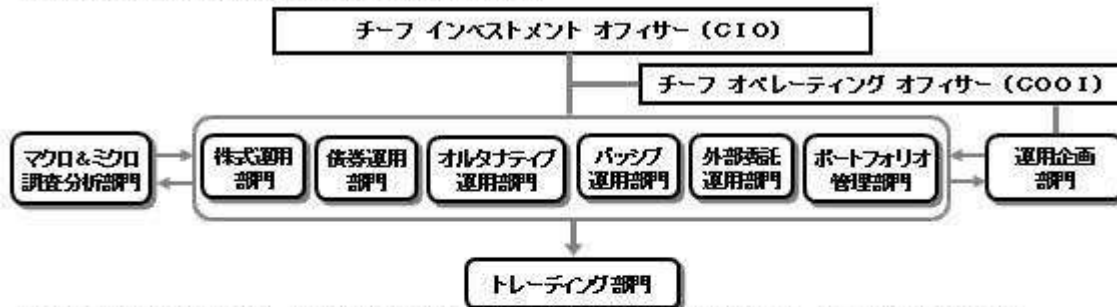 チーフ インベストメント オフィサー (CIO)
チーフ オペレーティング オフィサー (COOI)
マクロ&ミクロ
調査分析部門
株式運用
部門
債券運用
部門
オルタナティブ
運用部門
パッシブ
運用部門
外部委託
運用部門
ポートフォリオ
管理部門
運用企画
部門
トレーディング部門